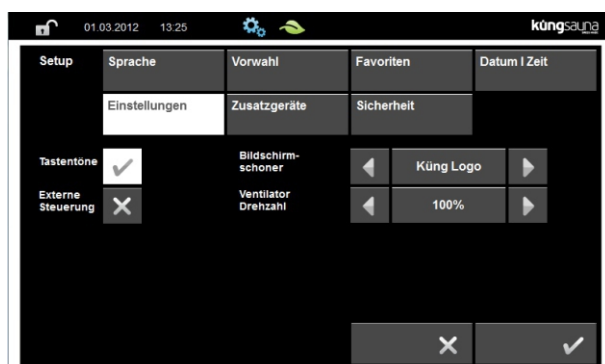 01.03.2012 13:25 küngsauna
Setup Sprache Vorwahl Favoriten Datum I Zeit
Einstellungen Zusatzgeräte Sicherheit
Tastentöne Bildschirm-
schoner Küng Logo
Externe
Steuerung Ventilator
Drehzahl 100%